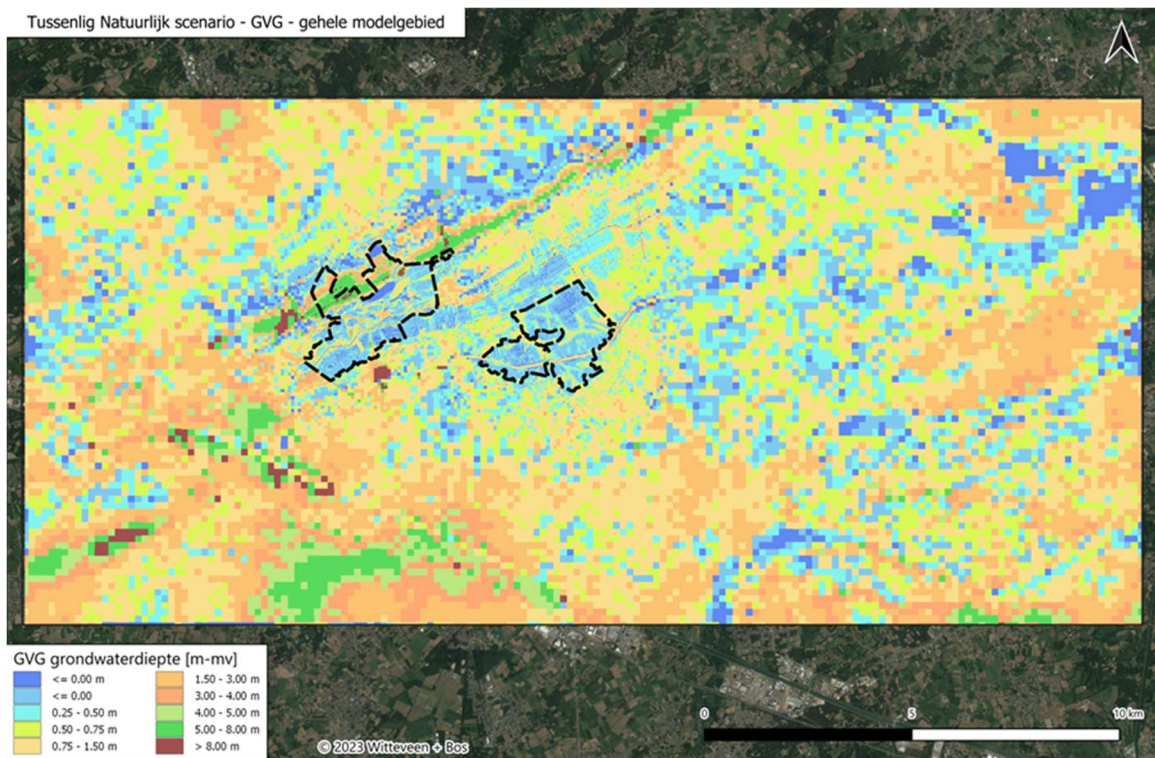 Tussenlig Natuurlijk scenario - GVG - gehele modelgebied
GVG grondwaterdiepte [m-mv]
<= 0.00 m
<= 0.00
0.25 - 0.50 m
0.50 - 0.75 m
0.75 - 1.50 m
1.50 - 3.00 m
3.00 - 4.00 m
4.00 - 5.00 m
5.00 - 8.00 m
> 8.00 m
© 2023 Witteveen + Bos
0 5 10 km